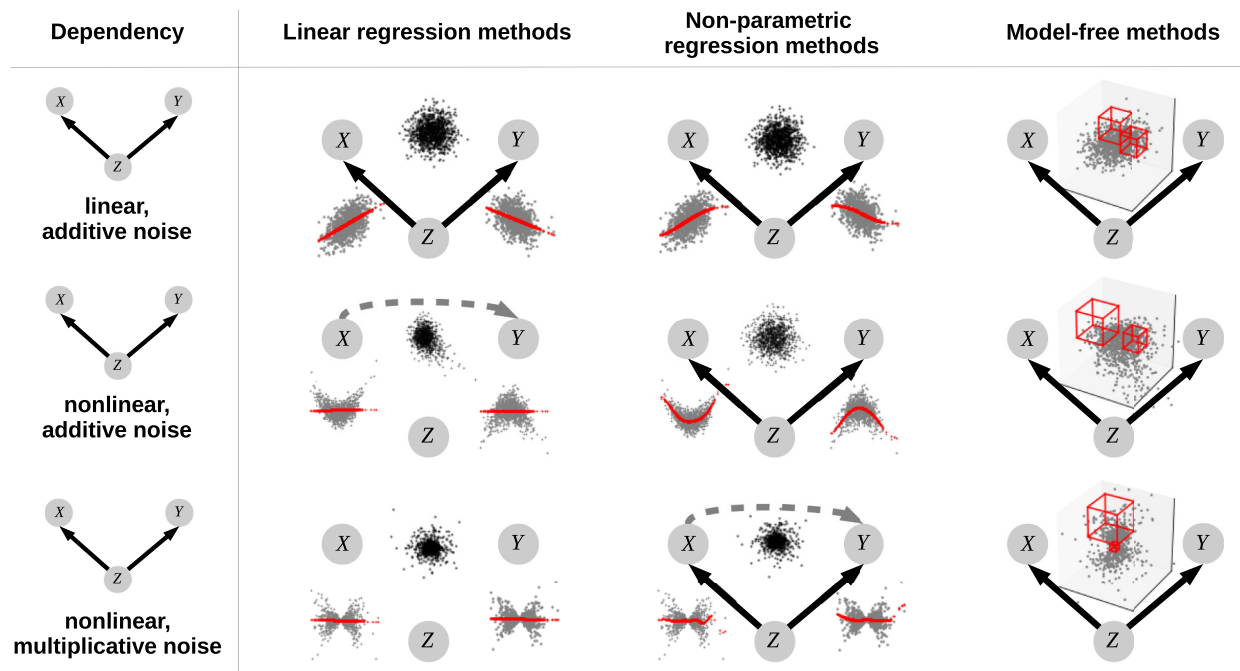 Dependency
Linear regression methods
Non-parametric
regression methods
Model-free methods
X
Y
Z
linear,
additive noise
X
Y
Z
X
Y
Z
X
Y
Z
X
Y
Z
nonlinear,
additive noise
X
Y
Z
X
Y
Z
X
Y
Z
X
Y
Z
nonlinear,
multiplicative noise
X
Y
Z
X
Y
Z
X
Y
Z